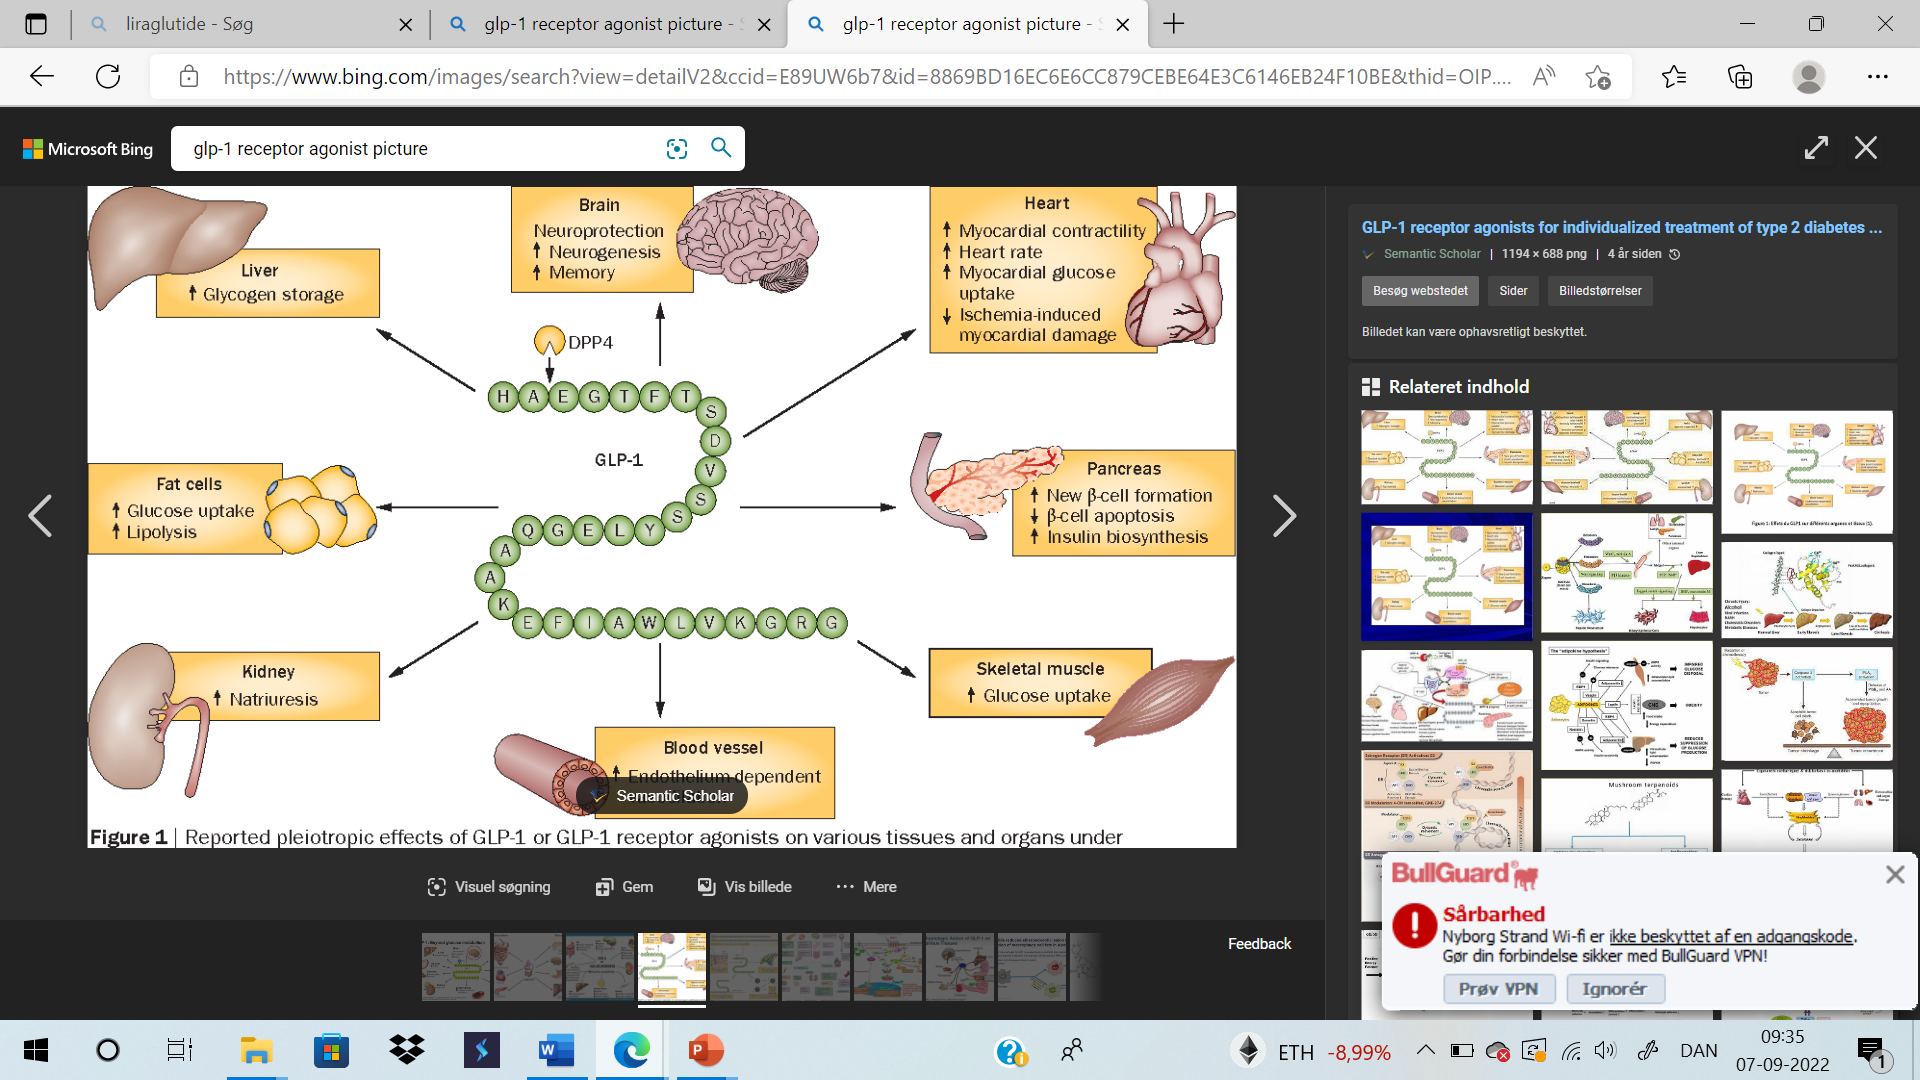 liraglutide - Søg
glp-1 receptor agonist picture -
glp-1 receptor agonist picture -
https://www.bing.com/images/search?view=detailV2&ccid=E89UW6b7&id=8869BD16EC6E6CC879CEBE64E3C6146EB24F10BE&thid=OIP....
Microsoft Bing
glp-1 receptor agonist picture
Liver
↑ Glycogen storage
Brain
Neuroprotection
↑ Neurogenesis
↑ Memory
Heart
↑ Myocardial contractility
↑ Heart rate
↑ Myocardial glucose
uptake
↓ Ischemia-induced
myocardial damage
DPP4
H A E G T F T S D V S S Y L E G Q A A K E F I A W L V K G R G
GLP-1
Fat cells
↑ Glucose uptake
↑ Lipolysis
Pancreas
↑ New β-cell formation
↓ β-cell apoptosis
↑ Insulin biosynthesis
Kidney
↑ Natriuresis
Skeletal muscle
↑ Glucose uptake
Blood vessel
↑ Endothelium dependent
Semantic Scholar
Figure 1 | Reported pleiotropic effects of GLP-1 or GLP-1 receptor agonists on various tissues and organs under
Visuel søgning
Gem
Vis billede
Mere
Feedback
GLP-1 receptor agonists for individualized treatment of type 2 diabetes ...
Semantic Scholar | 1194 × 688 png | 4 år siden
Besøg webstedet
Sider
Billedstørrelser
Billedet kan være ophavsretligt beskyttet.
Relateret indhold
Mushroom terpenoids
BullGuard
Sårbarhed
Nyborg Strand Wi-fi er ikke beskyttet af en adgangskode.
Gør din forbindelse sikker med BullGuard VPN!
Prøv VPN
Ignorér
ETH -8,99%
DAN
09:35
07-09-2022
1